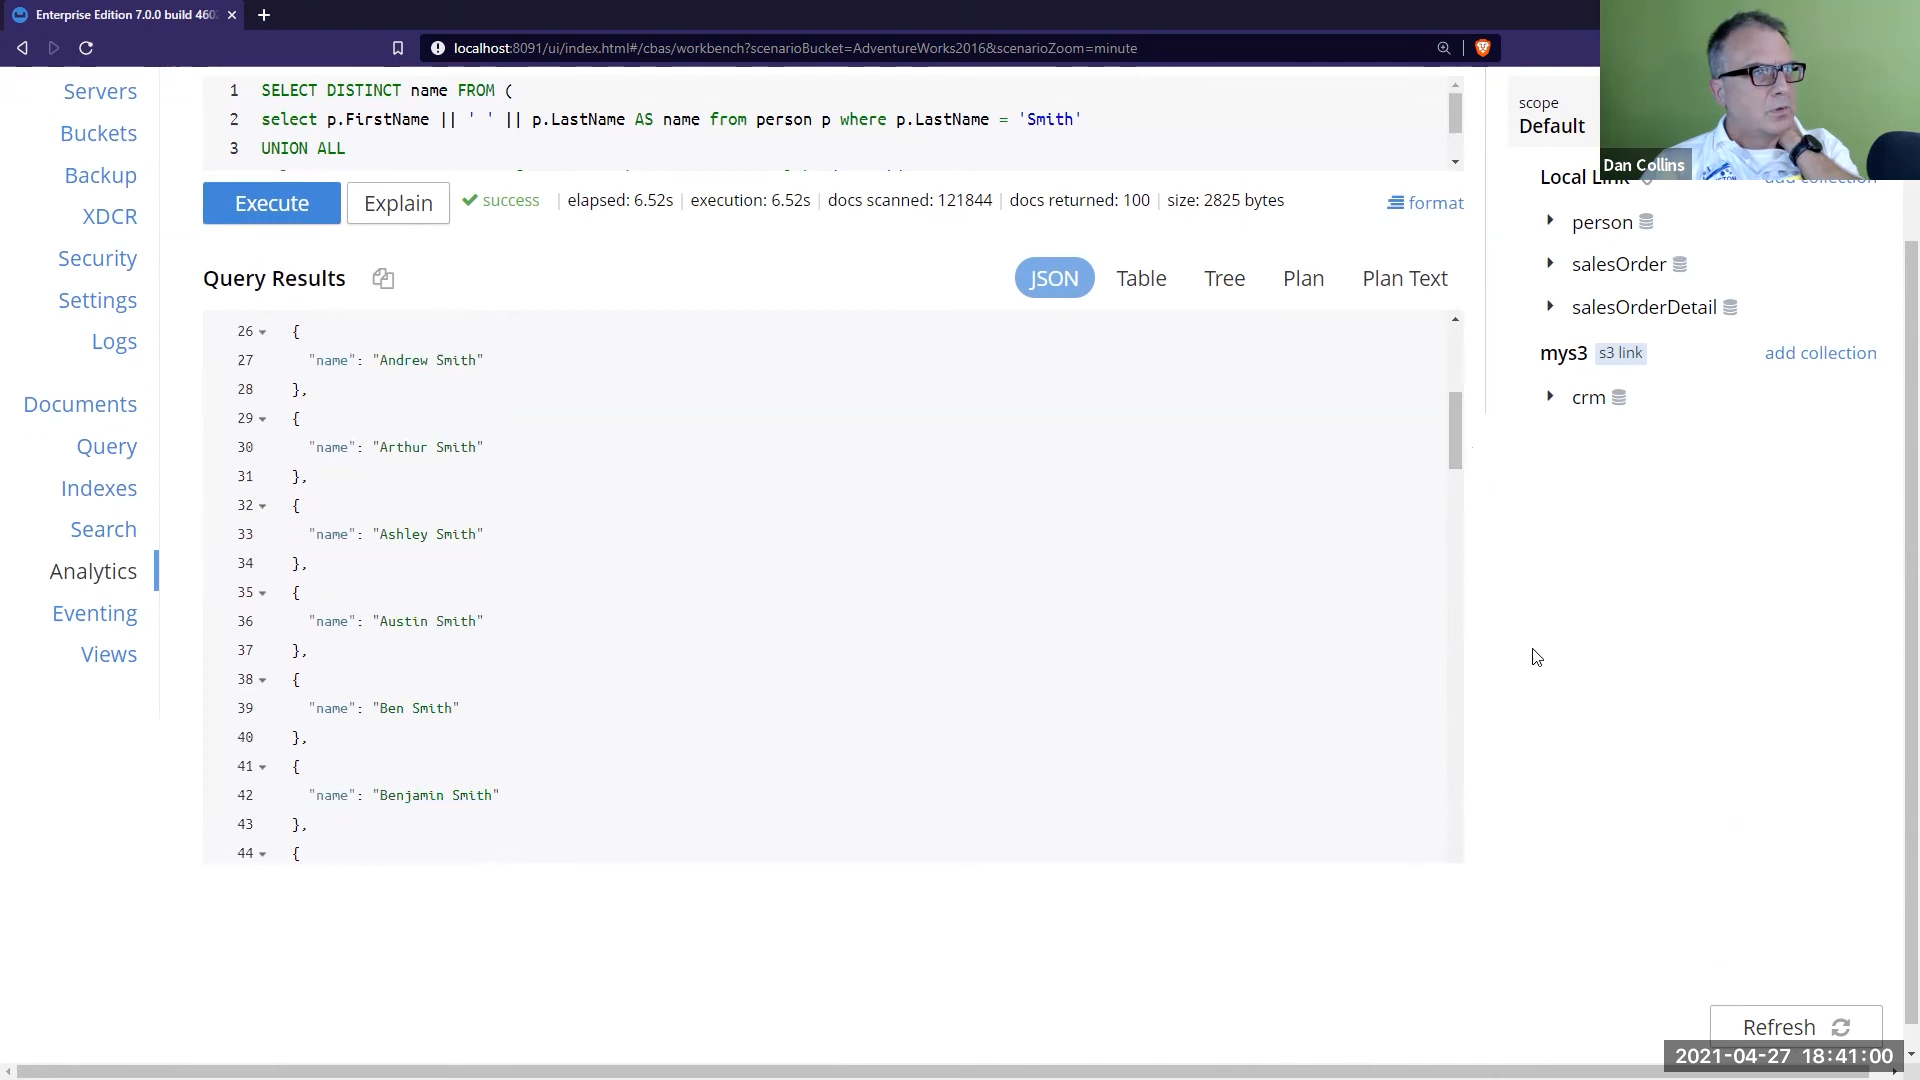 Enterprise Edition 7.0.0 build 460
localhost:8091/ui/index.html#/cbas/workbench?scenarioBucket=AdventureWorks2016&scenarioZoom=minute
Servers
Buckets
Backup
XDCR
Security
Settings
Logs
Documents
Query
Indexes
Search
Analytics
Eventing
Views
1 SELECT DISTINCT name FROM (
2 select p.FirstName || ' ' || p.LastName AS name from person p where p.LastName = 'Smith'
3 UNION ALL
Execute
Explain
success | elapsed: 6.52s | execution: 6.52s | docs scanned: 121844 | docs returned: 100 | size: 2825 bytes
format
Query Results
JSON
Table
Tree
Plan
Plan Text
26 {
27 "name": "Andrew Smith"
28 },
29 {
30 "name": "Arthur Smith"
31 },
32 {
33 "name": "Ashley Smith"
34 },
35 {
36 "name": "Austin Smith"
37 },
38 {
39 "name": "Ben Smith"
40 },
41 {
42 "name": "Benjamin Smith"
43 },
44 {
scope
Default
Dan Collins
Local Link
add collection
person
salesOrder
salesOrderDetail
mys3 s3 link add collection
crm
Refresh
2021-04-27 18:41:00